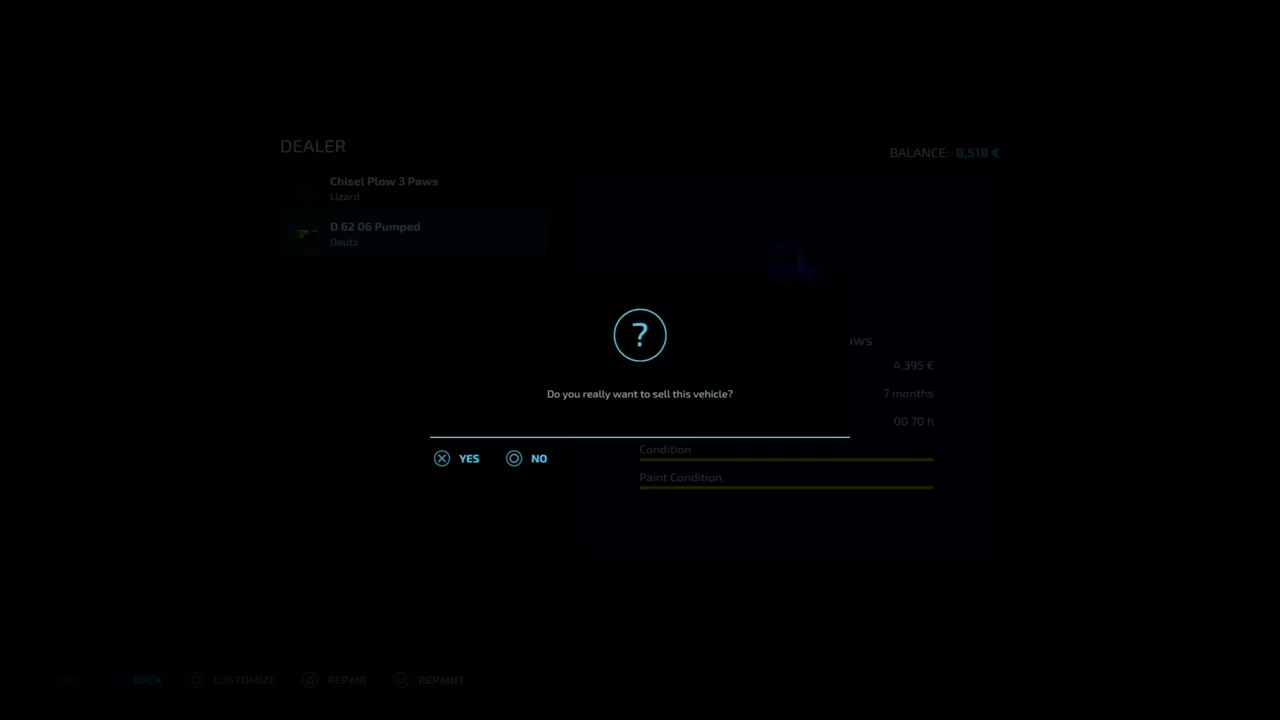 DEALER
BALANCE: 8,518 €
Chisel Plow 3 Paws
Lizard
D 62 06 Pumped
Deutz
?
aws
4,395 €
Do you really want to sell this vehicle?
7 months
00.70 h
Condition
YES NO
Paint Condition
BACK CUSTOMIZE REPAIR REPAINT